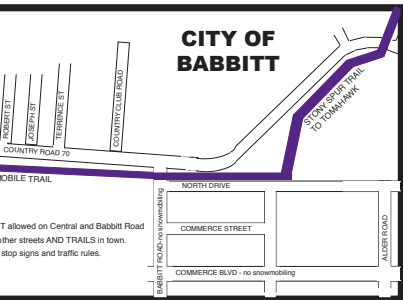 CITY OF
BABBITT
ROBERT ST
JOSEPH ST
TERRENCE ST
COUNTRY CLUB ROAD
STONY SPUR TRAIL
TO TOMAHAWK
COUNTRY ROAD 70
MOBILE TRAIL
NORTH DRIVE
BABBITT ROAD-no snowmobiling
T allowed on Central and Babbitt Road
other streets AND TRAILS in town.
stop signs and traffic rules.
COMMERCE STREET
ALDER ROAD
COMMERCE BLVD - no snowmobiling